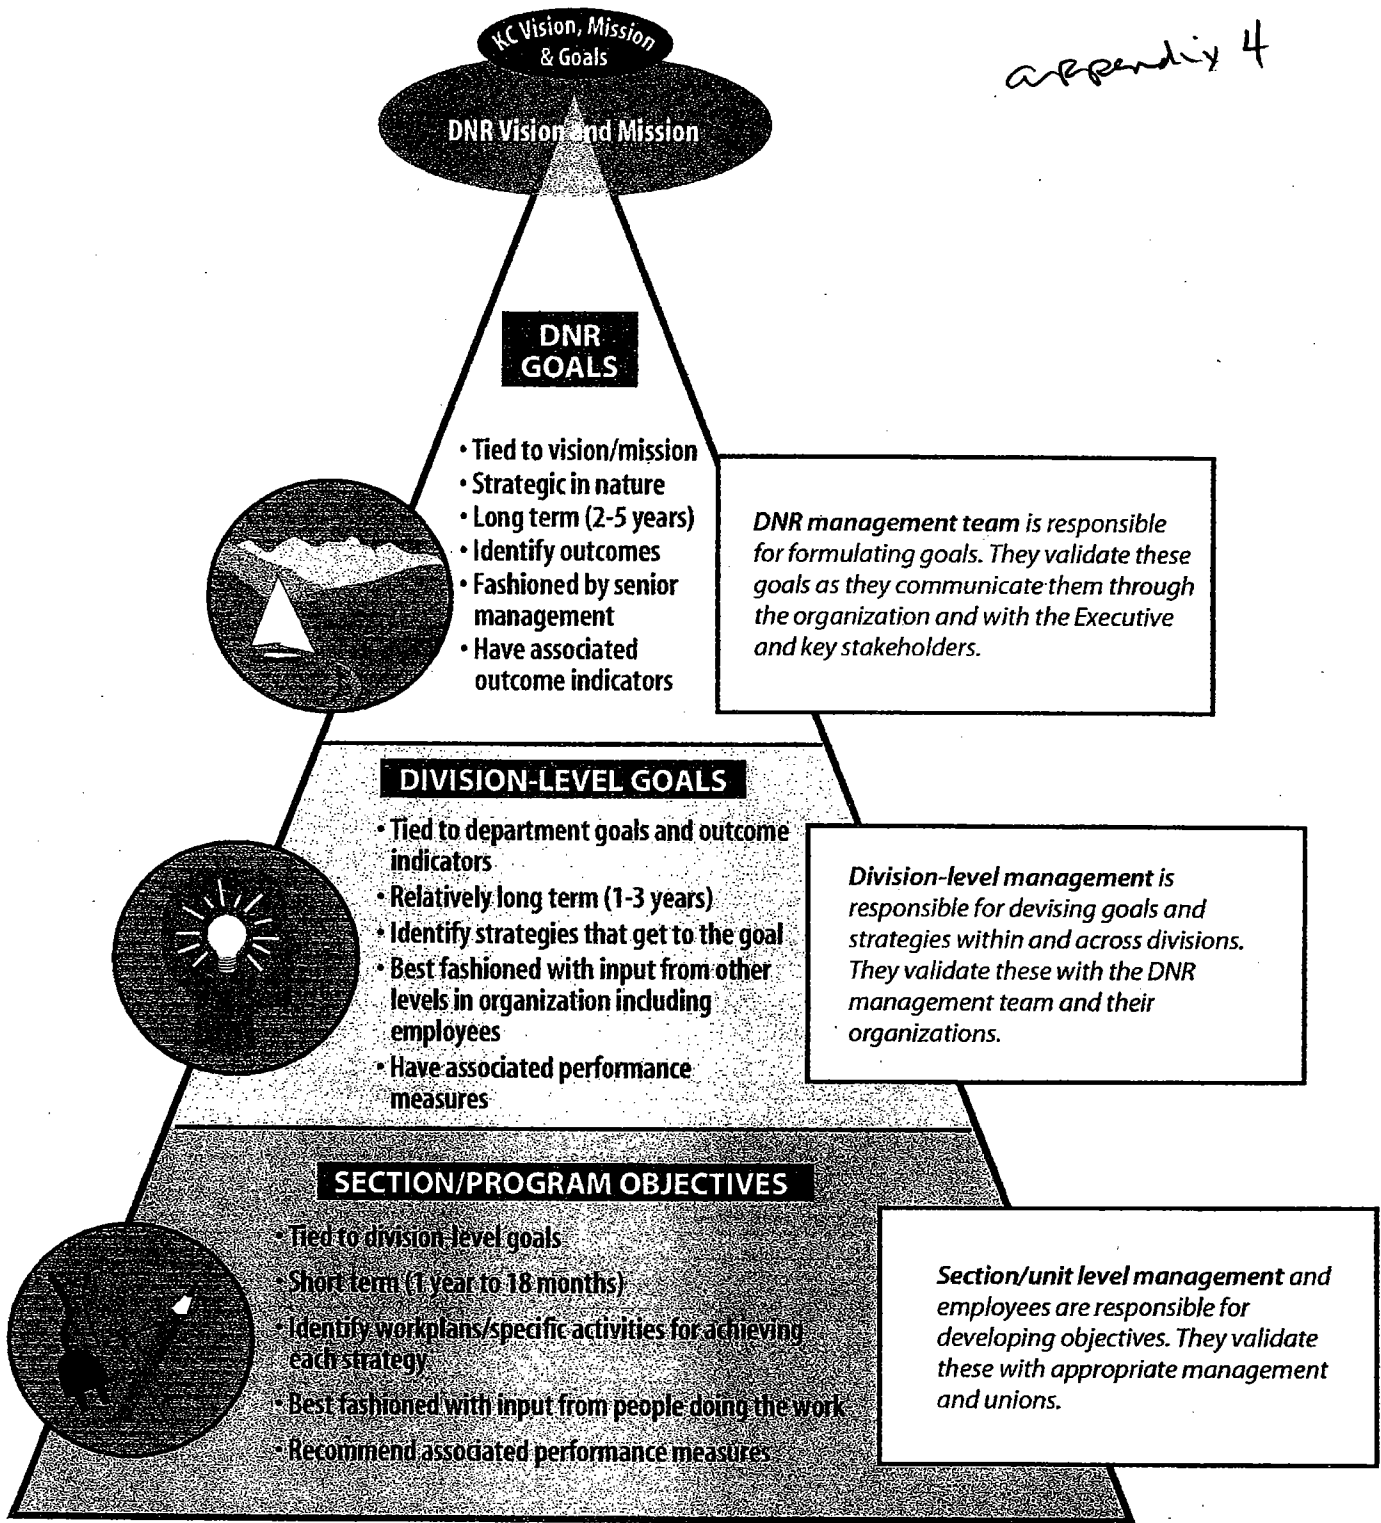 KC Vision, Mission
& Goals
appendix 4
DNR Vision and Mission
DNR
GOALS
• Tied to vision/mission
• Strategic in nature
• Long term (2-5 years)
• Identify outcomes
• Fashioned by senior
management
• Have associated
outcome indicators
DNR management team is responsible
for formulating goals. They validate these
goals as they communicate them through
the organization and with the Executive
and key stakeholders.
DIVISION-LEVEL GOALS
• Tied to department goals and outcome
indicators
• Relatively long term (1-3 years)
• Identify strategies that get to the goal
• Best fashioned with input from other
levels in organization including
employees
• Have associated performance
measures
Division-level management is
responsible for devising goals and
strategies within and across divisions.
They validate these with the DNR
management team and their
organizations.
SECTION/PROGRAM OBJECTIVES
• Tied to division-level goals
• Short term (1 year to 18 months)
• Identify workplans/specific activities for achieving
each strategy
• Best fashioned with input from people doing the work
• Recommend associated performance measures
Section/unit level management and
employees are responsible for
developing objectives. They validate
these with appropriate management
and unions.